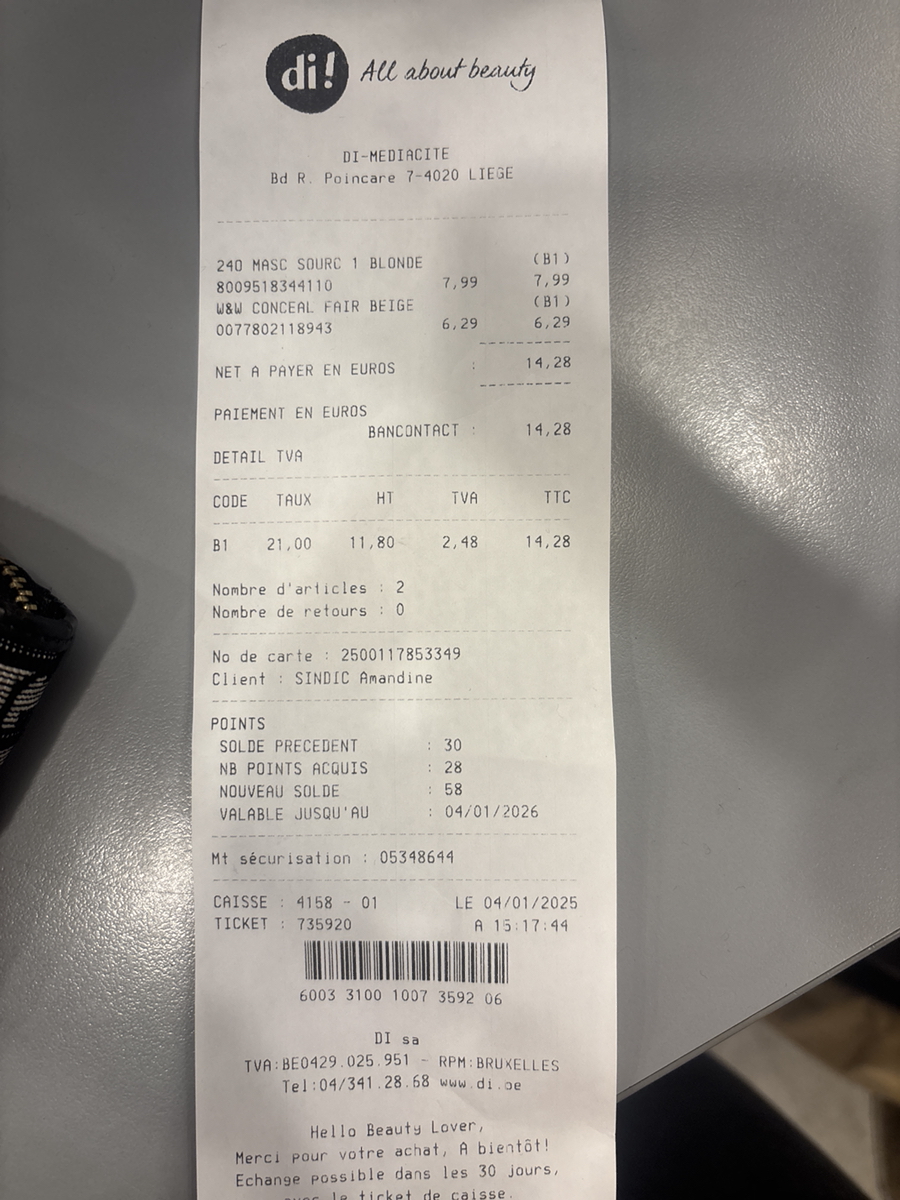 di! All about beauty
DI-MEDIACITE
Bd R. Poincare 7-4020 LIEGE
240 MASC SOURC 1 BLONDE (B1)
8009518344110 7,99 7,99
W&W CONCEAL FAIR BEIGE (B1)
0077802118943 6,29 6,29
NET A PAYER EN EUROS : 14,28
PAIEMENT EN EUROS
BANCONTACT : 14,28
DETAIL TVA
CODE TAUX HT TVA TTC
B1 21,00 11,80 2,48 14,28
Nombre d'articles : 2
Nombre de retours : 0
No de carte : 2500117853349
Client : SINDIC Amandine
POINTS
SOLDE PRECEDENT : 30
NB POINTS ACQUIS : 28
NOUVEAU SOLDE : 58
VALABLE JUSQU'AU : 04/01/2026
Mt sécurisation : 05348644
CAISSE : 4158 - 01 LE 04/01/2025
TICKET : 735920 A 15:17:44
6003 3100 1007 3592 06
DI sa
TVA:BE0429.025.951 - RPM:BRUXELLES
Tel:04/341.28.68 www.di.be
Hello Beauty Lover,
Merci pour votre achat, A bientôt!
Echange possible dans les 30 jours,
avec le ticket de caisse.